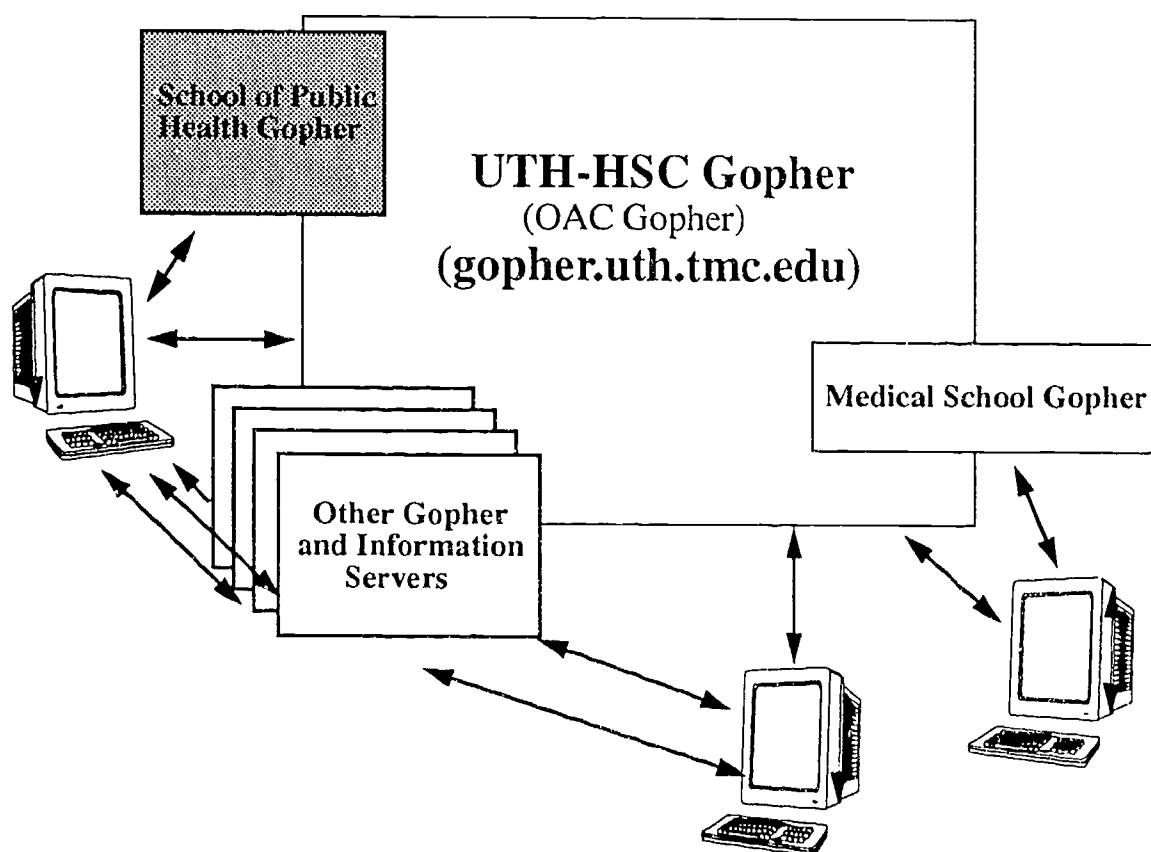 School of Public
Health Gopher
UTH-HSC Gopher
(OAC Gopher)
(gopher.uth.tmc.edu)
Medical School Gopher
Other Gopher
and Information
Servers